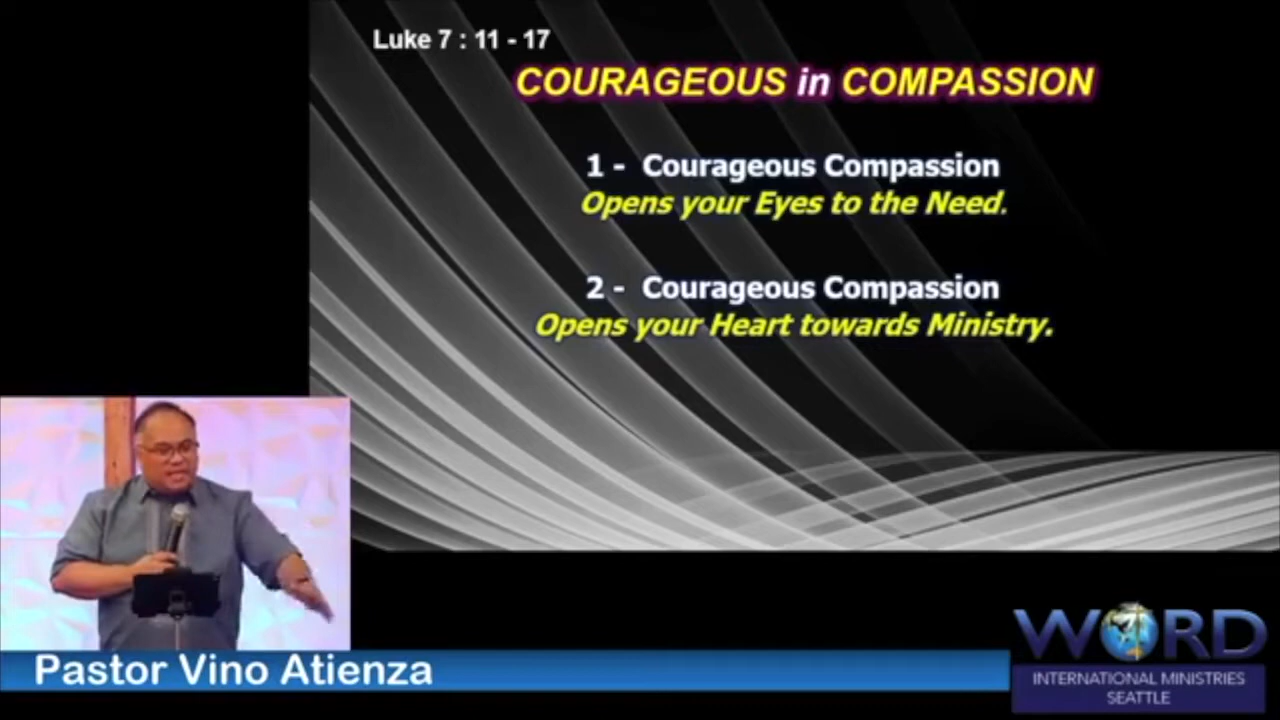 Luke 7 : 11 - 17
COURAGEOUS in COMPASSION
1 - Courageous Compassion
Opens your Eyes to the Need.
2 - Courageous Compassion
Opens your Heart towards Ministry.
Pastor Vino Atienza
WORD
INTERNATIONAL MINISTRIES
SEATTLE